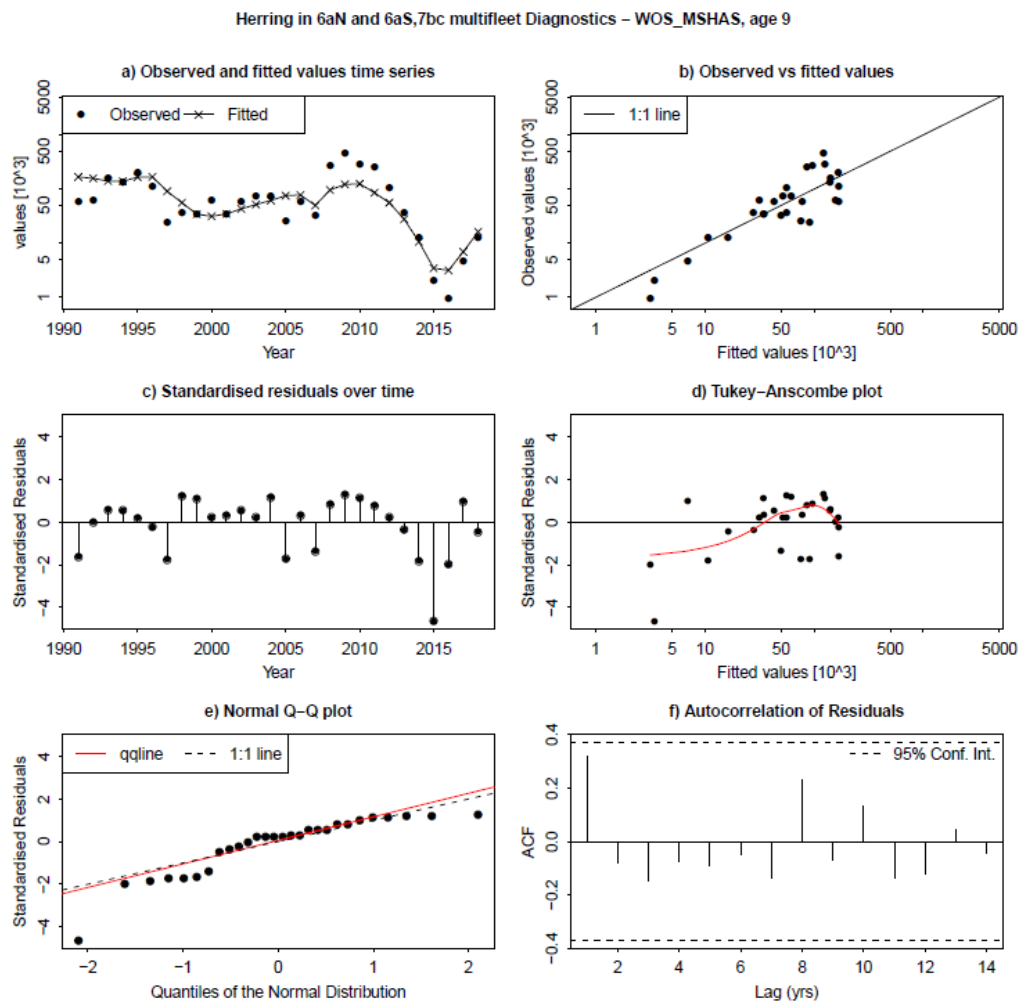 Herring in 6aN and 6aS,7bc multifleet Diagnostics – WOS_MSHAS, age 9
a) Observed and fitted values time series
Observed
Fitted
values [10^3]
5000
500
50
5
1
1990
1995
2000
2005
2010
2015
Year
b) Observed vs fitted values
1:1 line
Observed values [10^3]
5000
500
50
5
1
1
5
10
50
500
5000
Fitted values [10^3]
c) Standardised residuals over time
Standardised Residuals
4
2
0
−2
−4
1990
1995
2000
2005
2010
2015
Year
d) Tukey–Anscombe plot
Standardised Residuals
4
2
0
−2
−4
1
5
10
50
500
5000
Fitted values [10^3]
e) Normal Q–Q plot
qqline
1:1 line
Standardised Residuals
4
2
0
−2
−4
−2
−1
0
1
2
Quantiles of the Normal Distribution
f) Autocorrelation of Residuals
95% Conf. Int.
ACF
0.4
0.2
0.0
−0.2
−0.4
2
4
6
8
10
12
14
Lag (yrs)